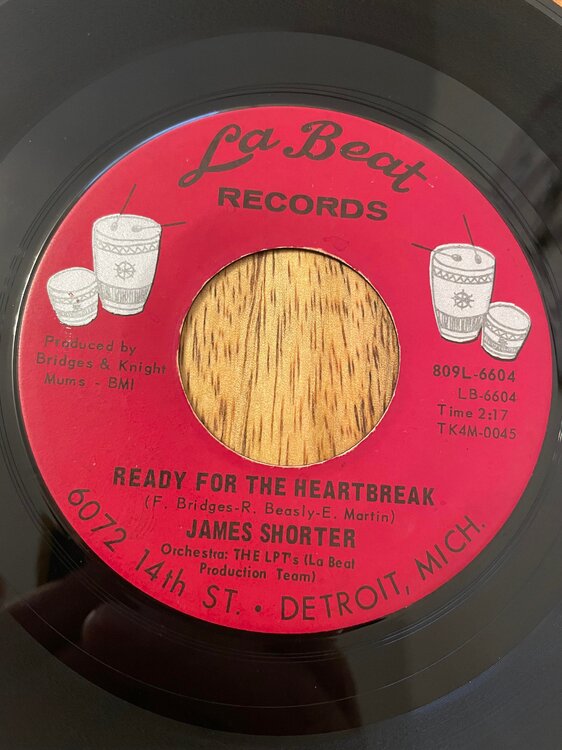 La Beat
RECORDS
Produced by
Bridges & Knight
Mums - BMI
809L-6604
LB-6604
Time 2:17
TK4M-0045
READY FOR THE HEARTBREAK
(F. Bridges-R. Beasly-E. Martin)
JAMES SHORTER
Orchestra: THE LPT's (La Beat
Production Team)
6072 14th ST. • DETROIT, MICH.